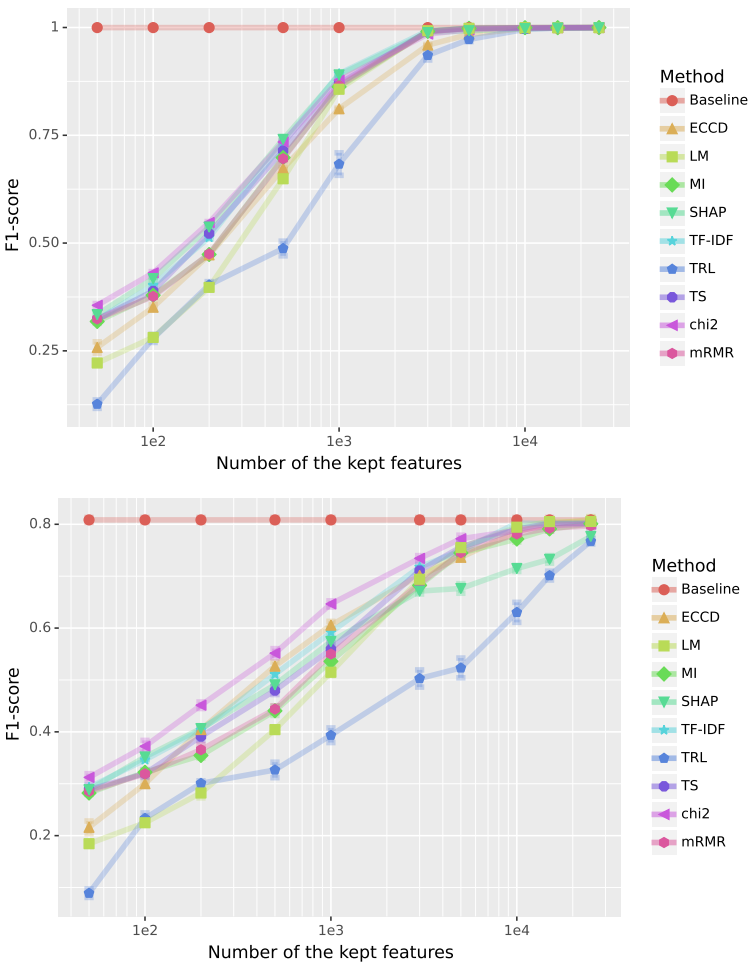 1
0.75
0.50
0.25
F1-score
1e2
1e3
1e4
Number of the kept features
Method
Baseline
ECCD
LM
MI
SHAP
TF-IDF
TRL
TS
chi2
mRMR
0.8
0.6
0.4
0.2
F1-score
1e2
1e3
1e4
Number of the kept features
Method
Baseline
ECCD
LM
MI
SHAP
TF-IDF
TRL
TS
chi2
mRMR